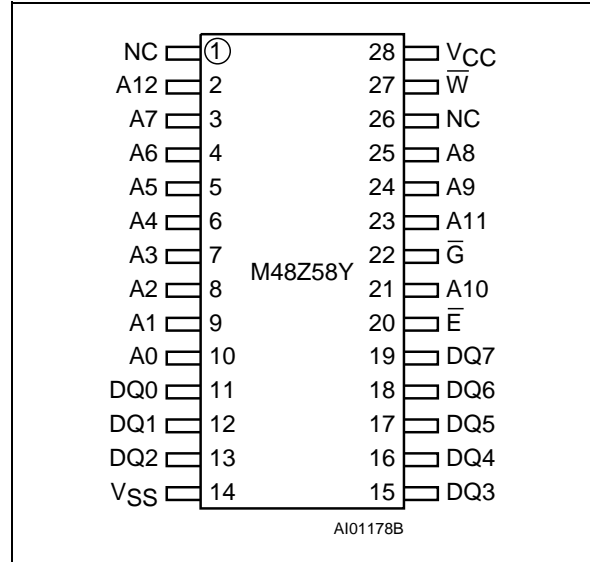 NC 1 28 VCC
A12 2 27 W̅
A7 3 26 NC
A6 4 25 A8
A5 5 24 A9
A4 6 23 A11
A3 7 22 G̅
M48Z58Y
A2 8 21 A10
A1 9 20 E̅
A0 10 19 DQ7
DQ0 11 18 DQ6
DQ1 12 17 DQ5
DQ2 13 16 DQ4
VSS 14 15 DQ3
AI01178B